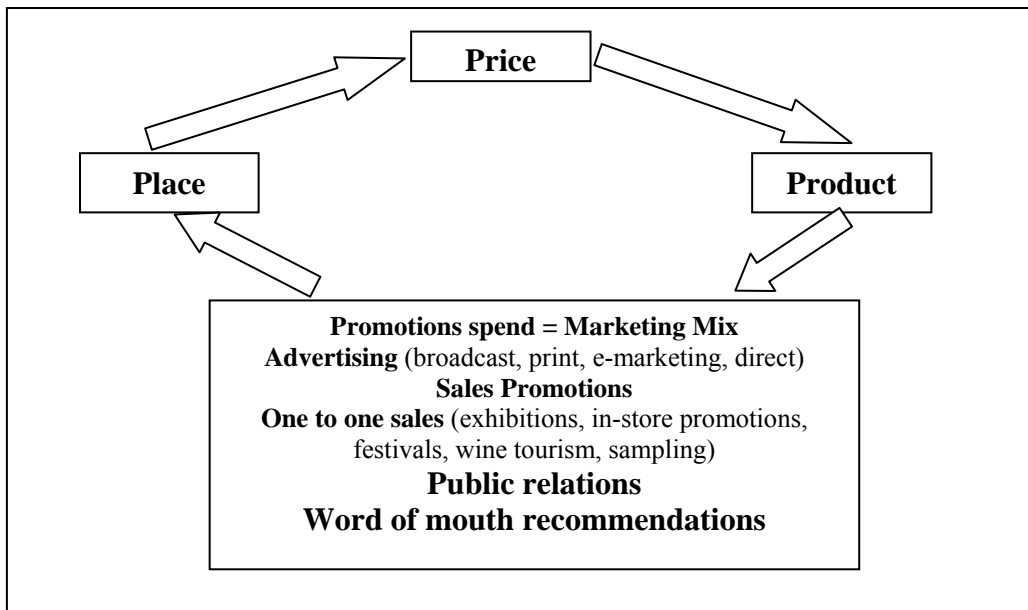 Price
Place
Product
Promotions spend = Marketing Mix
Advertising (broadcast, print, e-marketing, direct)
Sales Promotions
One to one sales (exhibitions, in-store promotions,
festivals, wine tourism, sampling)
Public relations
Word of mouth recommendations